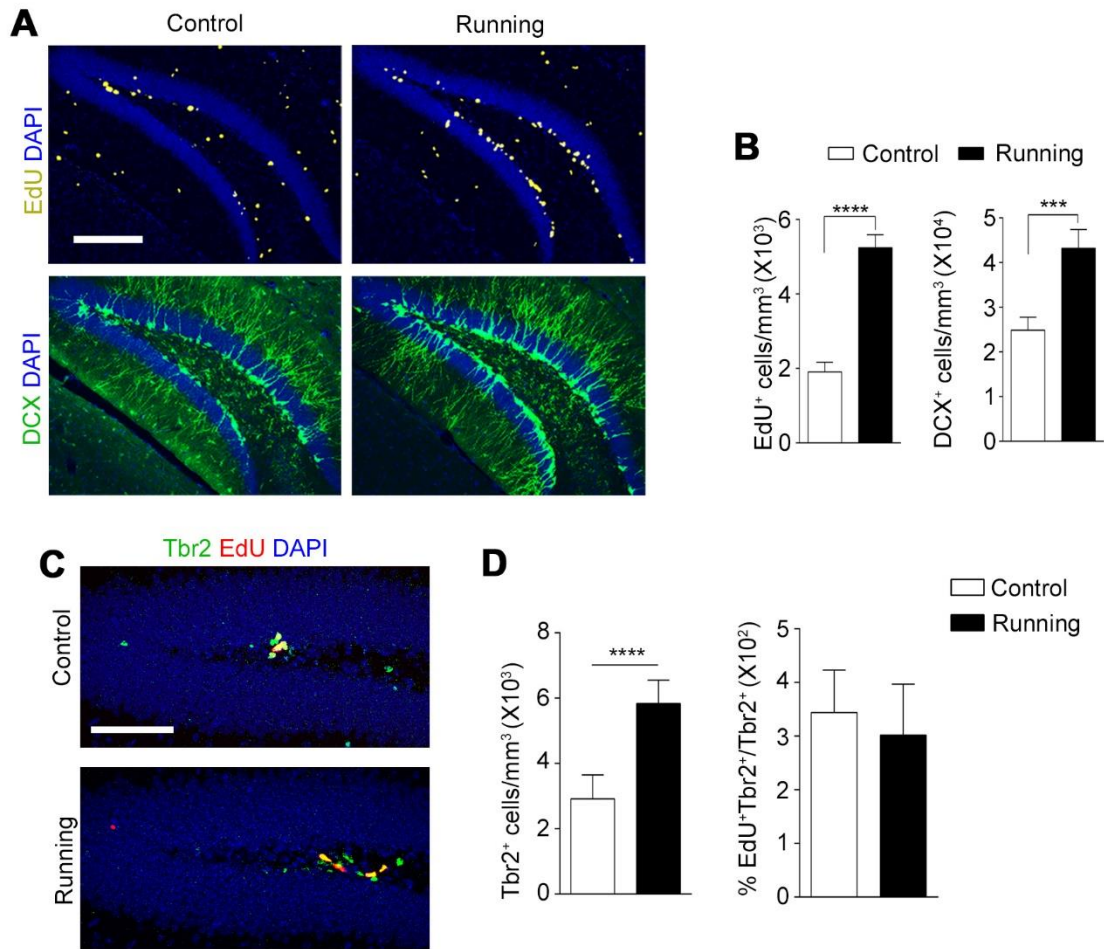 A
Control Running
EdU DAPI
DCX DAPI
B
Control Running
EdU⁺ cells/mm³ (X10³)
6
4
2
0
****
DCX⁺ cells/mm³ (X10⁴)
5
4
3
2
1
0
***
C
Tbr2 EdU DAPI
Control
Running
D
Control
Running
Tbr2⁺ cells/mm³ (X10³)
8
6
4
2
0
****
% EdU⁺Tbr2⁺/Tbr2⁺ (X10²)
5
4
3
2
1
0